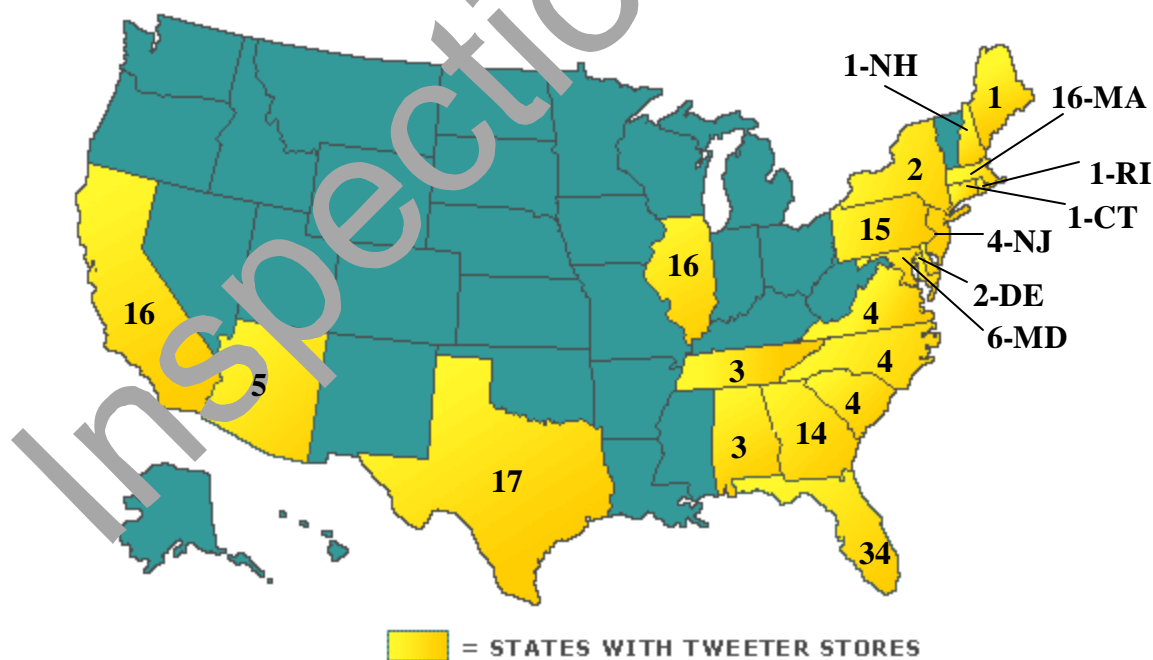 Inspectio
1-NH
1
16-MA
2
1-RI
1-CT
15
4-NJ
16
2-DE
16
4
6-MD
3
4
5
4
3
14
17
34
= STATES WITH TWEETER STORES